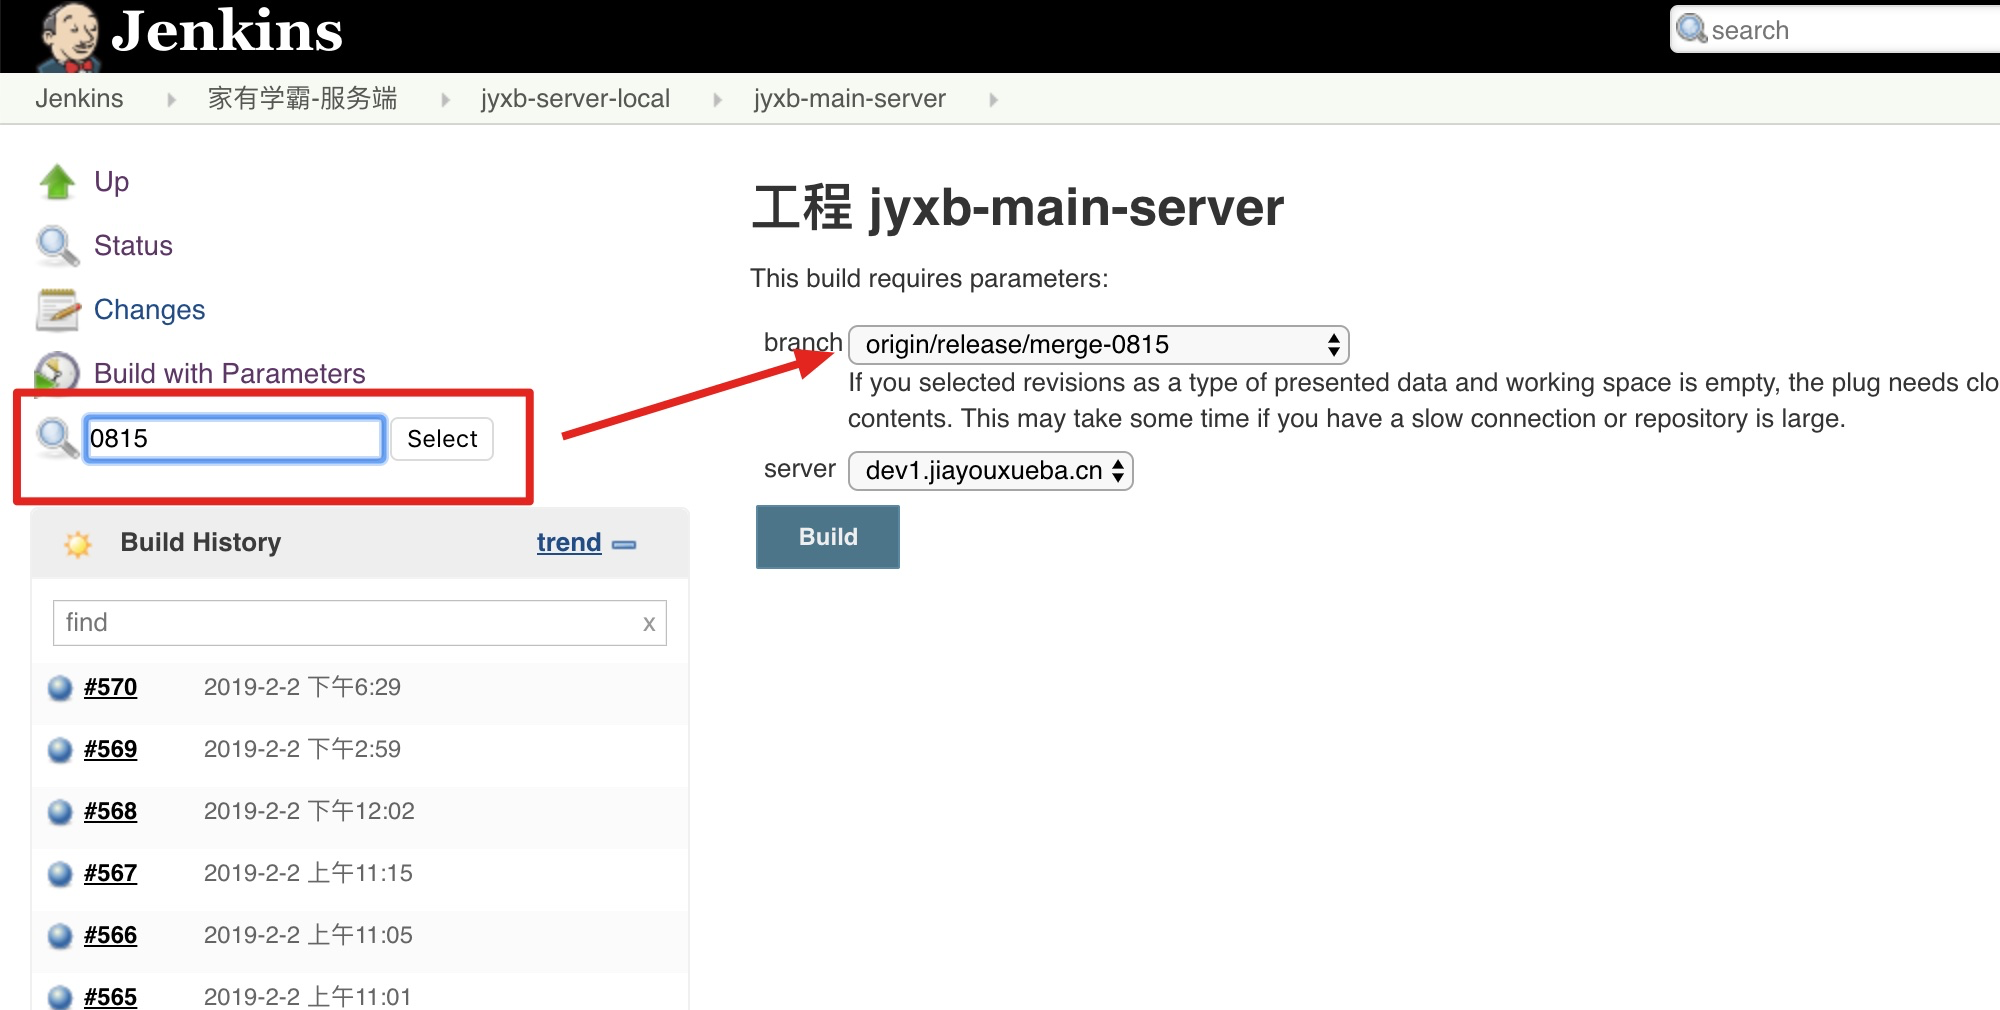 Jenkins
search
Jenkins 家有学霸-服务端 jyxb-server-local jyxb-main-server
Up
Status
Changes
Build with Parameters
0815 Select
Build History trend
find x
#570 2019-2-2 下午6:29
#569 2019-2-2 下午2:59
#568 2019-2-2 下午12:02
#567 2019-2-2 上午11:15
#566 2019-2-2 上午11:05
#565 2019-2-2 上午11:01
工程 jyxb-main-server
This build requires parameters:
branch origin/release/merge-0815
If you selected revisions as a type of presented data and working space is empty, the plug needs clo
contents. This may take some time if you have a slow connection or repository is large.
server dev1.jiayouxueba.cn
Build